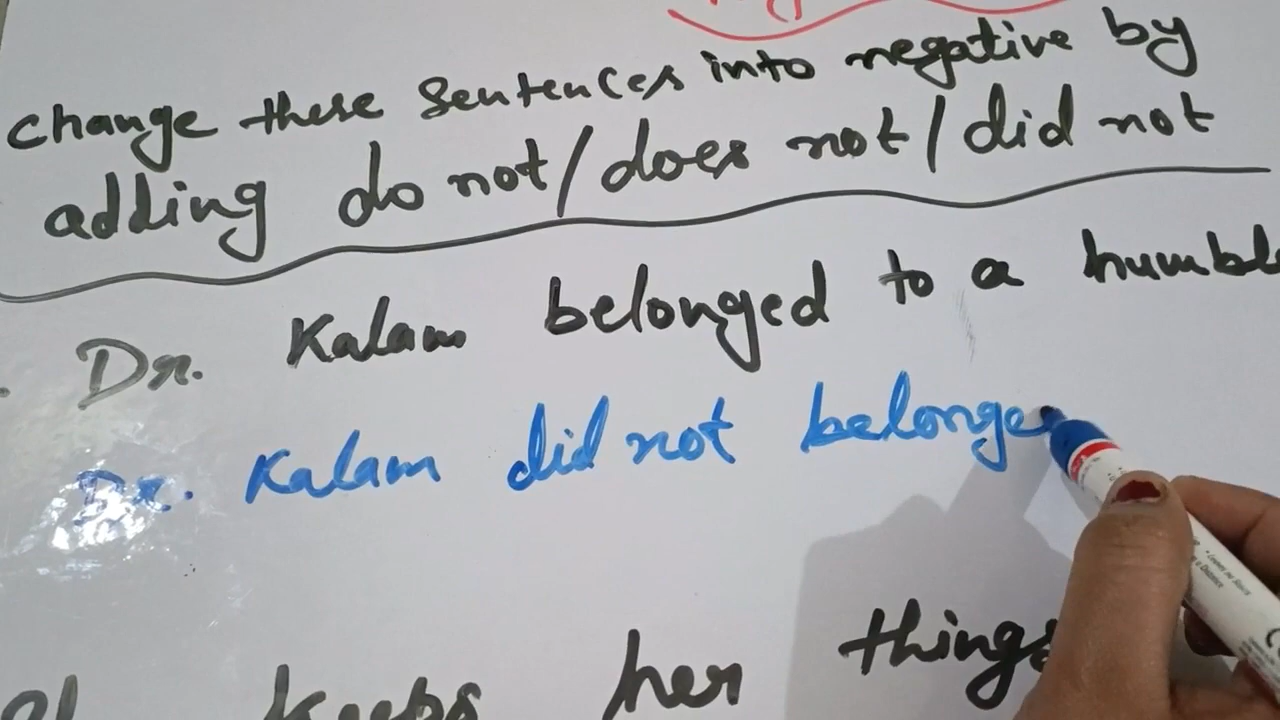 change these sentences into negative by
adding do not/does not/did not
Dr. Kalam belonged to a humble
Dr. Kalam did not belonge
keeps her things